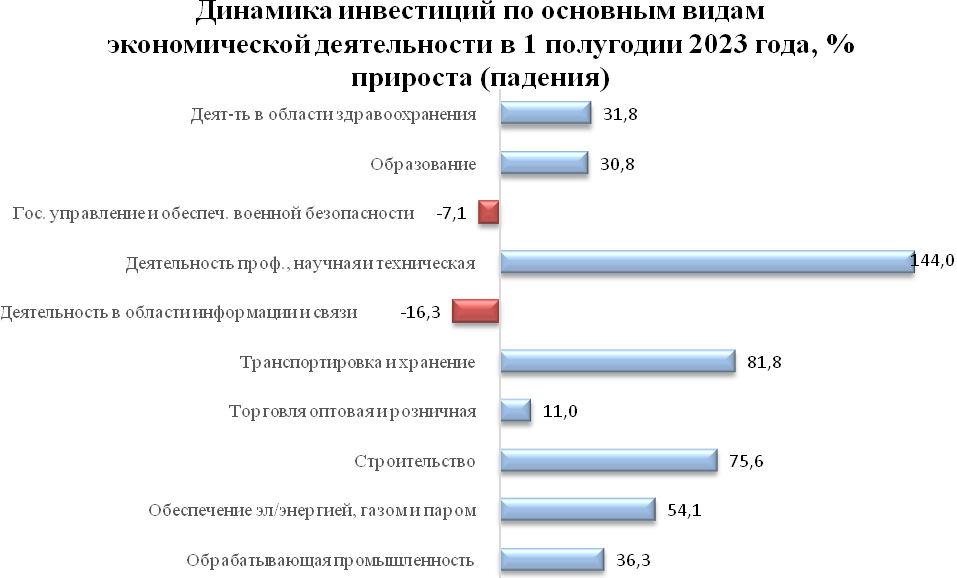 Динамика инвестиций по основным видам
экономической деятельности в 1 полугодии 2023 года, %
прироста (падения)
Деят-ть в области здравоохранения 31,8
Образование 30,8
Гос. управление и обеспеч. военной безопасности -7,1
Деятельность проф., научная и техническая 144,0
Деятельность в области информации и связи -16,3
Транспортировка и хранение 81,8
Торговля оптовая и розничная 11,0
Строительство 75,6
Обеспечение эл/энергией, газом и паром 54,1
Обрабатывающая промышленность 36,3